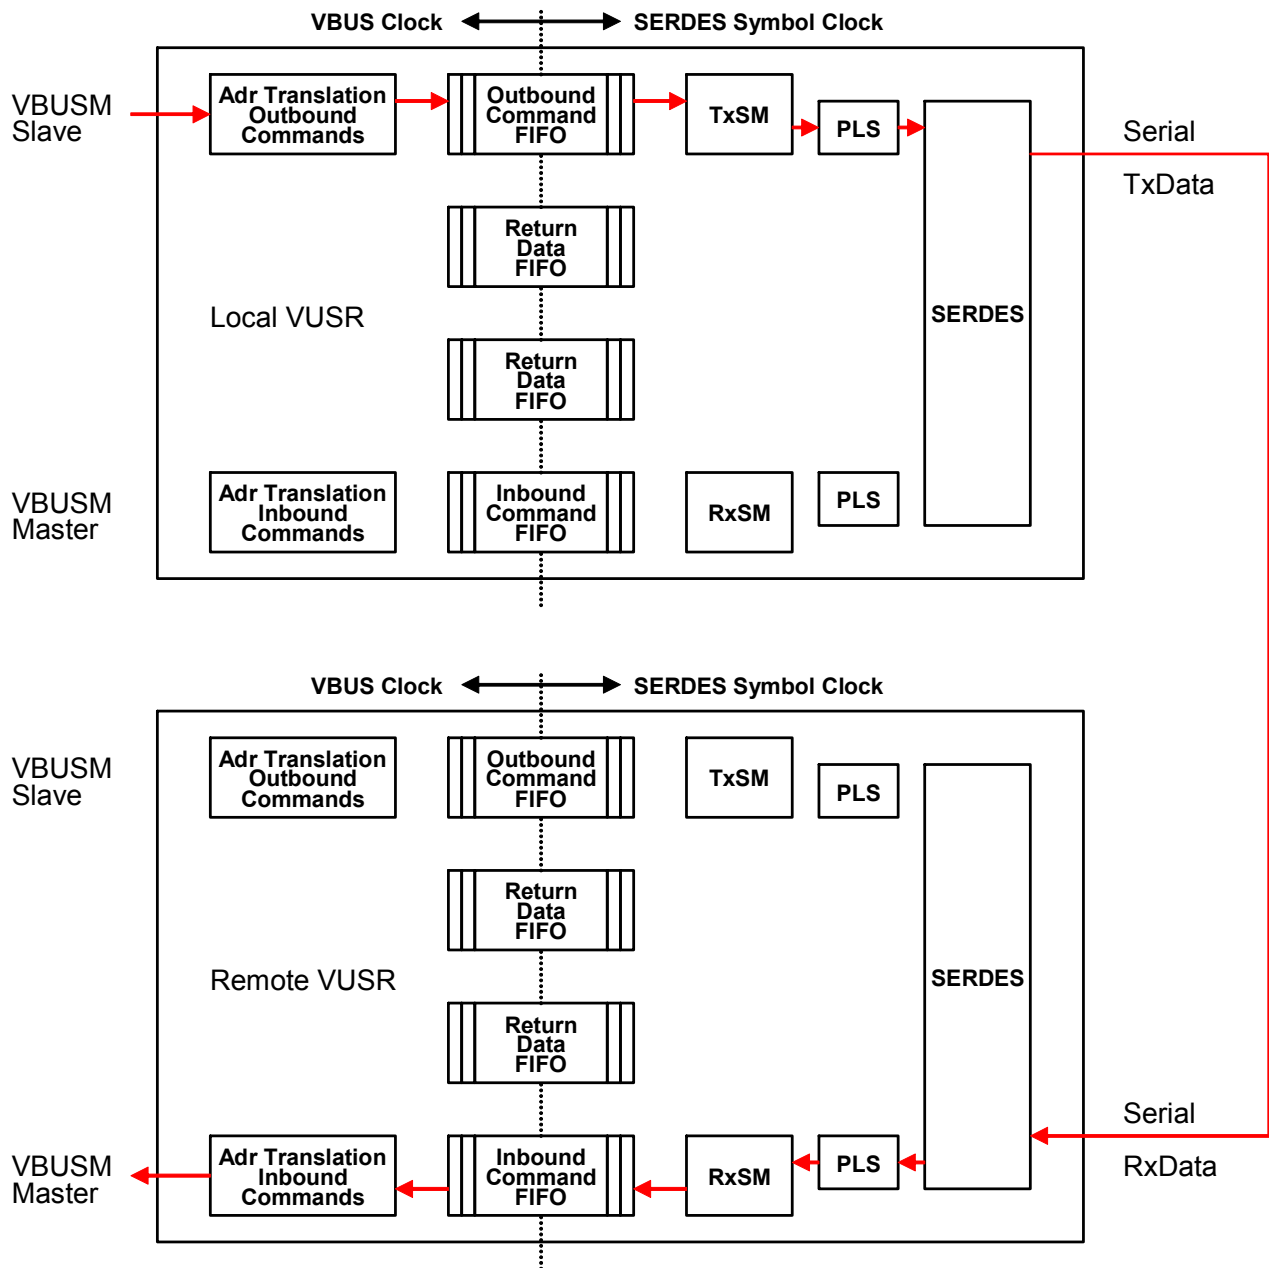 VBUS Clock
SERDES Symbol Clock
VBUSM
Slave
Adr Translation
Outbound
Commands
Outbound
Command
FIFO
TxSM
PLS
Serial
TxData
Return
Data
FIFO
Local VUSR
SERDES
Return
Data
FIFO
VBUSM
Master
Adr Translation
Inbound
Commands
Inbound
Command
FIFO
RxSM
PLS
VBUS Clock
SERDES Symbol Clock
VBUSM
Slave
Adr Translation
Outbound
Commands
Outbound
Command
FIFO
TxSM
PLS
Return
Data
FIFO
Remote VUSR
SERDES
Return
Data
FIFO
Serial
RxData
VBUSM
Master
Adr Translation
Inbound
Commands
Inbound
Command
FIFO
RxSM
PLS